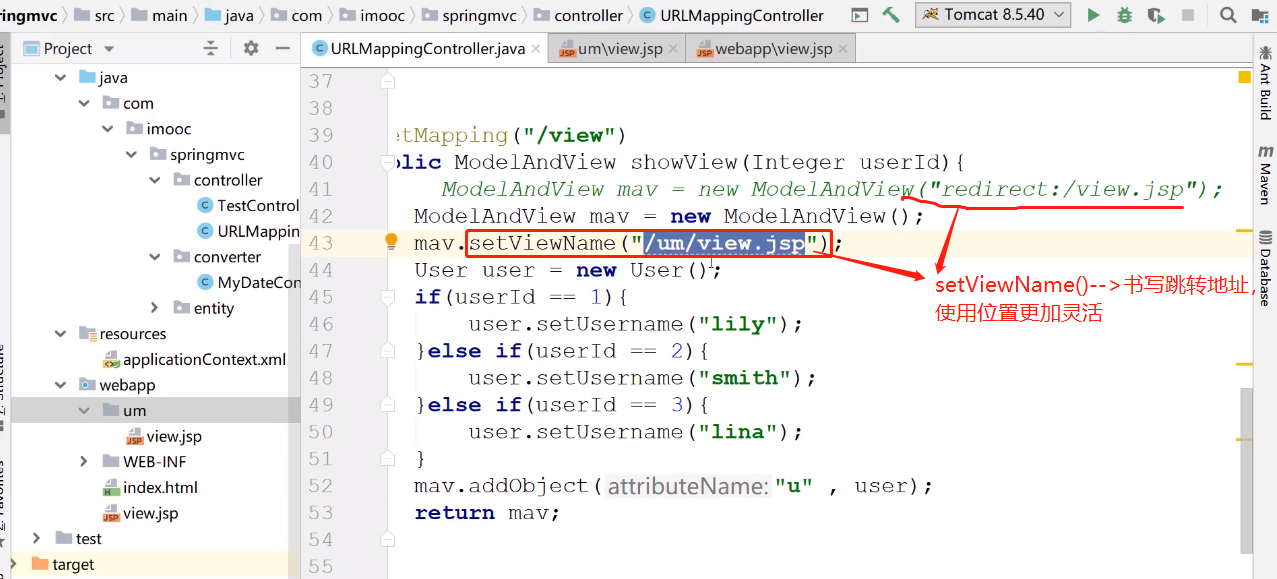 ringmvc src main java com imooc springmvc controller URLMappingController Tomcat 8.5.40
Project
URLMappingController.java um\view.jsp webapp\view.jsp
java
com
imooc
springmvc
controller
TestControl
URLMappin
converter
MyDateCon
entity
resources
applicationContext.xml
webapp
um
view.jsp
WEB-INF
index.html
view.jsp
test
target
37
38
39 etMapping("/view")
40 blic ModelAndView showView(Integer userId){
41 ModelAndView mav = new ModelAndView("redirect:/view.jsp");
42 ModelAndView mav = new ModelAndView();
43 mav.setViewName("/um/view.jsp");
44 User user = new User();
45 if(userId == 1){
46 user.setUsername("lily");
47 }else if(userId == 2){
48 user.setUsername("smith");
49 }else if(userId == 3){
50 user.setUsername("lina");
51 }
52 mav.addObject( attributeName: "u" , user);
53 return mav;
54
55
setViewName()-->书写跳转地址,
使用位置更加灵活
Ant Build
Maven
Database